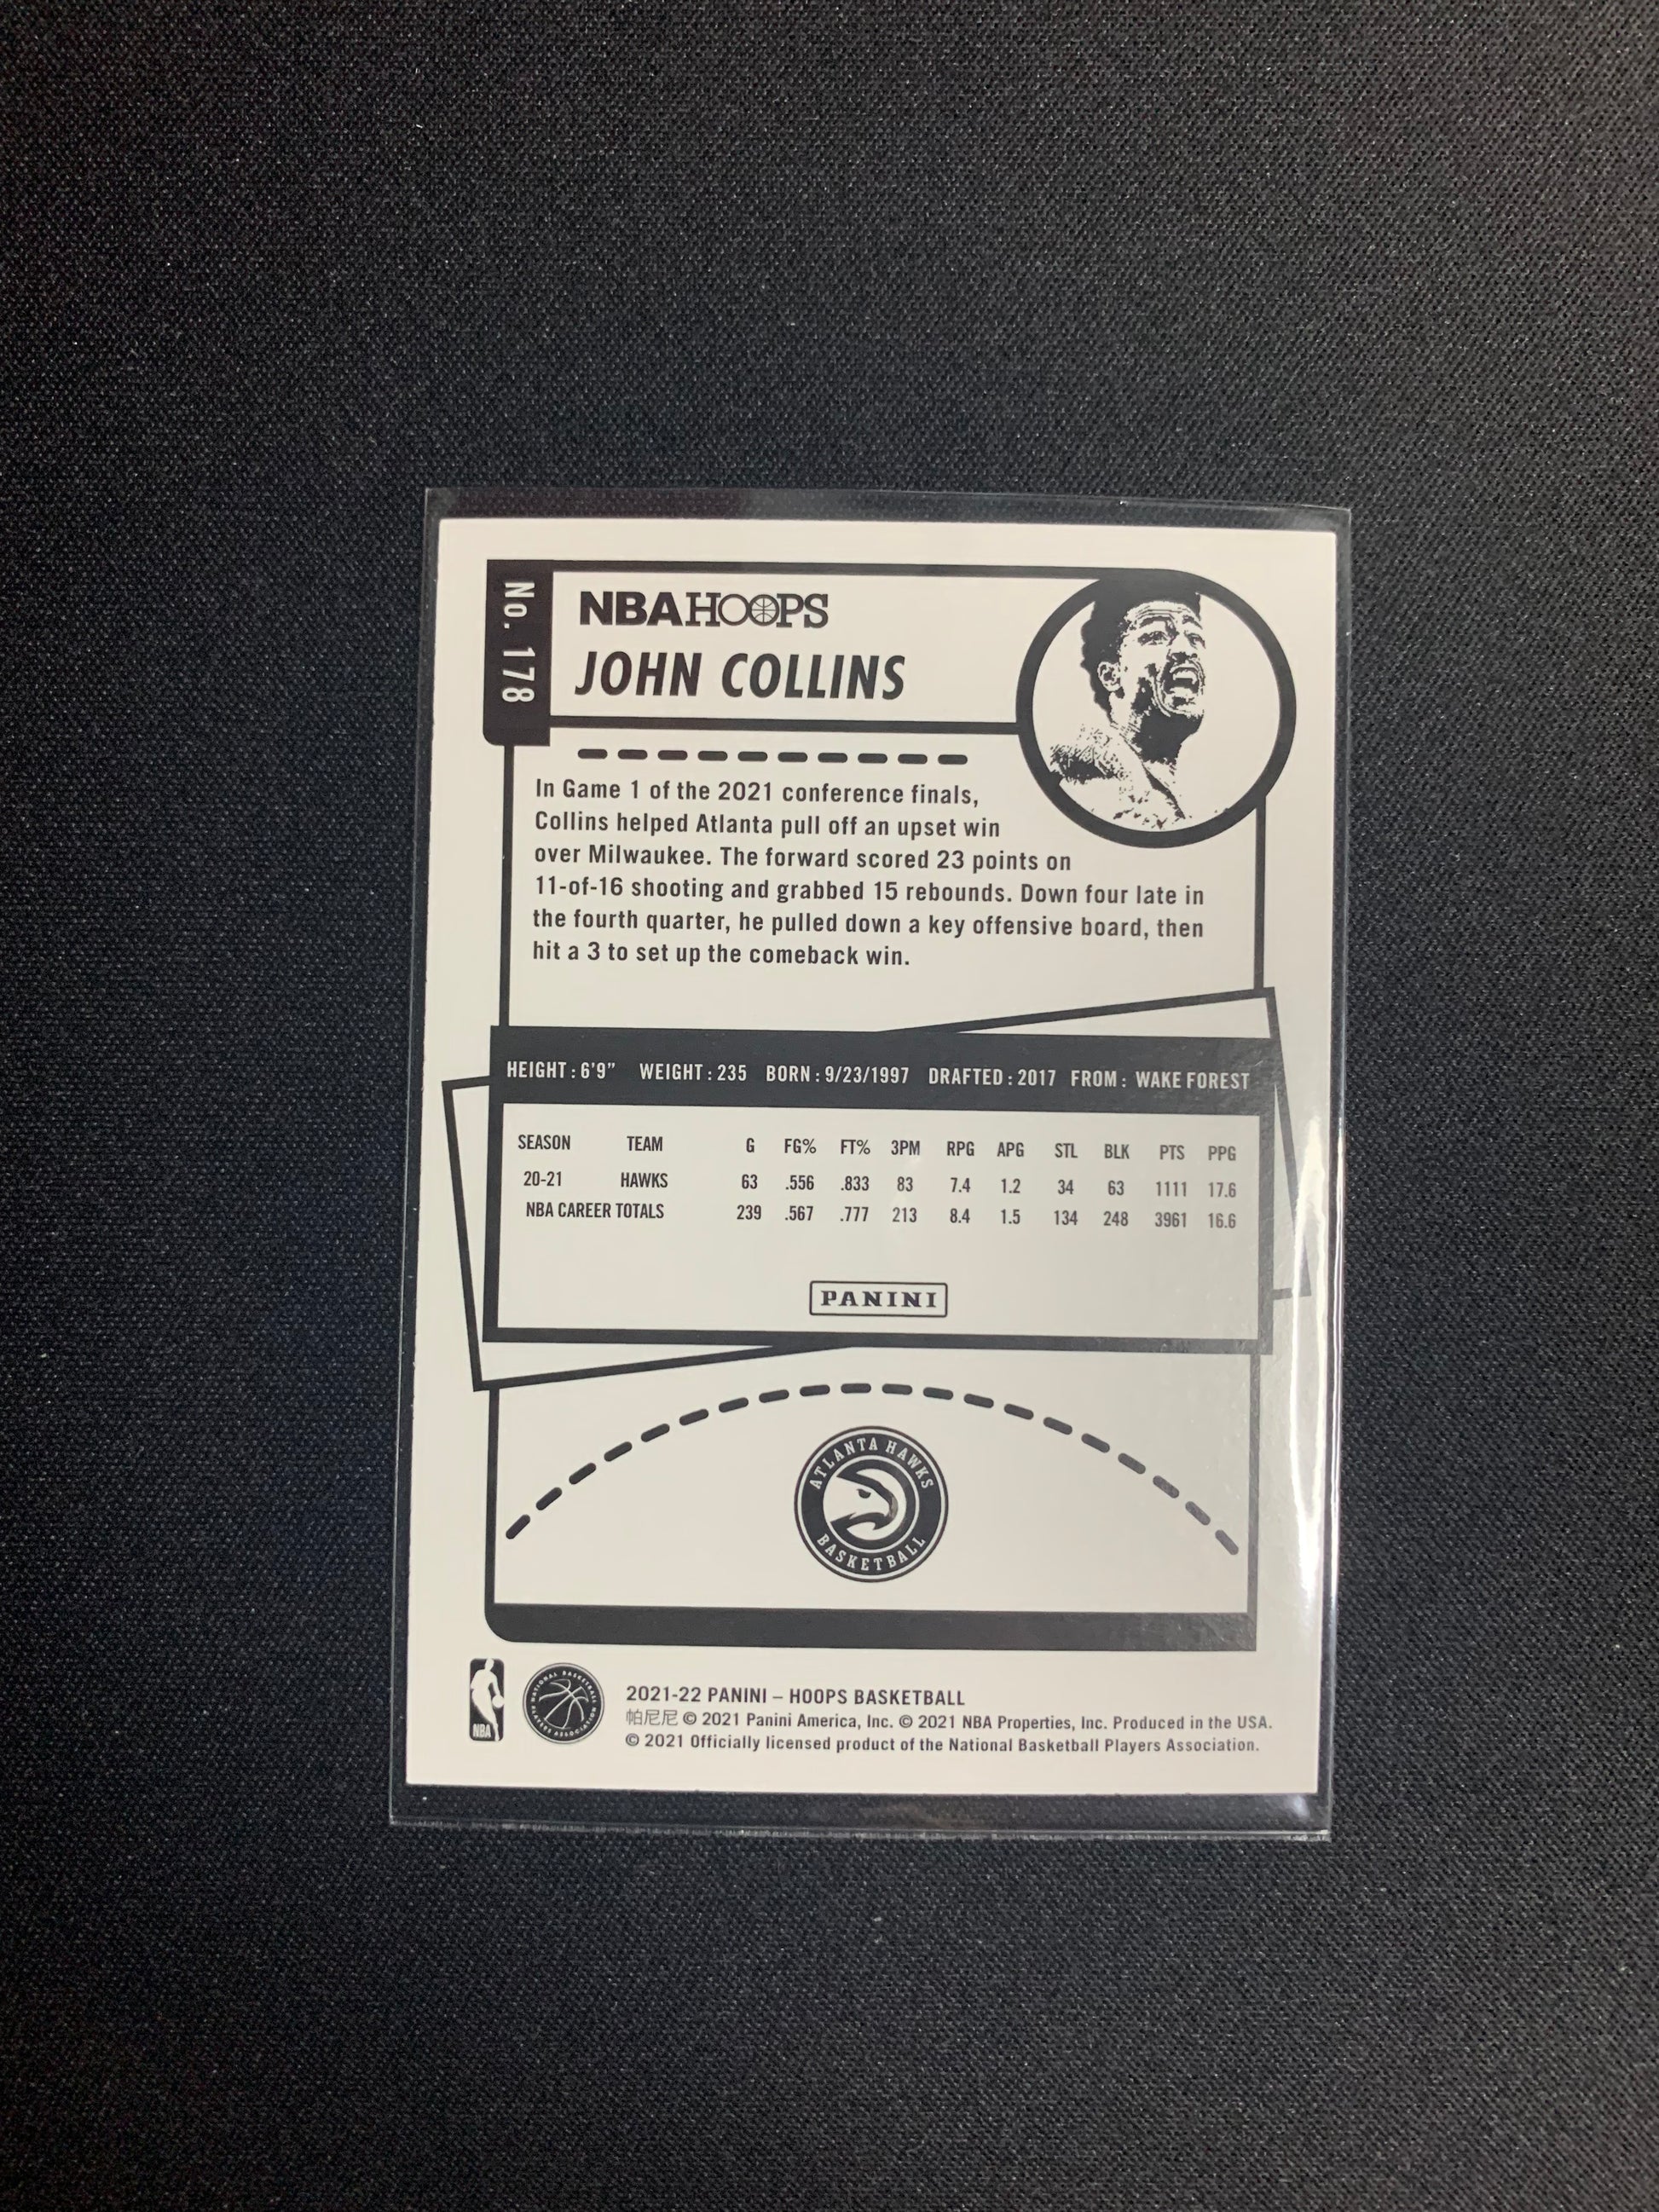 No. 178
NBA HOOPS
JOHN COLLINS
In Game 1 of the 2021 conference finals,
Collins helped Atlanta pull off an upset win
over Milwaukee. The forward scored 23 points on
11-of-16 shooting and grabbed 15 rebounds. Down four late in
the fourth quarter, he pulled down a key offensive board, then
hit a 3 to set up the comeback win.
HEIGHT : 6'9" WEIGHT : 235 BORN : 9/23/1997 DRAFTED : 2017 FROM : WAKE FOREST
SEASON TEAM G FG% FT% 3PM RPG APG STL BLK PTS PPG
20-21 HAWKS 63 .556 .833 83 7.4 1.2 34 63 1111 17.6
NBA CAREER TOTALS 239 .567 .777 213 8.4 1.5 134 248 3961 16.6
PANINI
ATLANTA HAWKS
BASKETBALL
NBA
NATIONAL BASKETBALL
PLAYERS ASSOCIATION
2021-22 PANINI – HOOPS BASKETBALL
帕尼尼 © 2021 Panini America, Inc. © 2021 NBA Properties, Inc. Produced in the USA.
© 2021 Officially licensed product of the National Basketball Players Association.